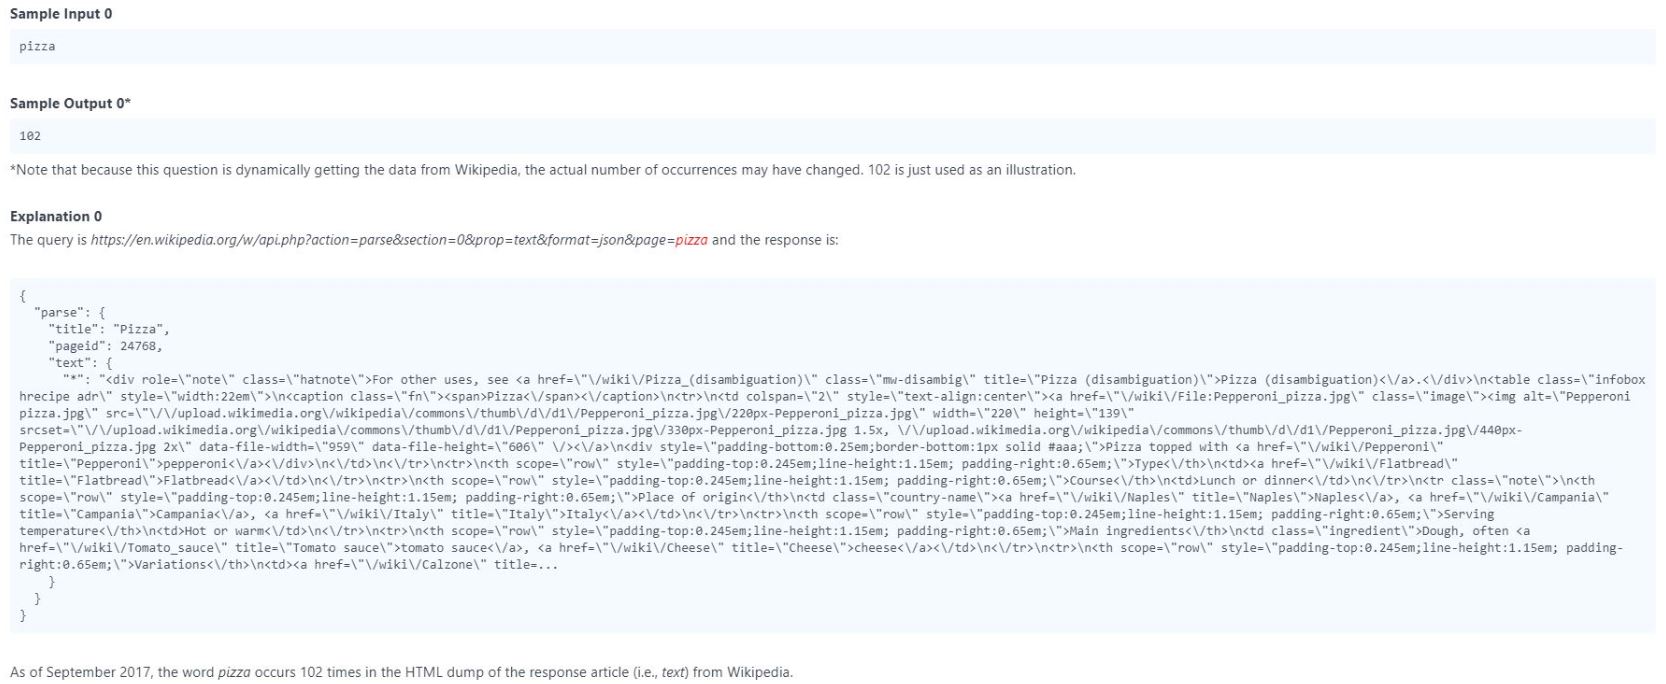 Sample Input 0
pizza
Sample Output 0*
102
*Note that because this question is dynamically getting the data from Wikipedia, the actual number of occurrences may have changed. 102 is just used as an illustration.
Explanation 0
The query is https://en.wikipedia.org/w/api.php?action=parse&section=0&prop=text&format=json&page=pizza and the response is:
{
"parse": {
"title": "Pizza",
"pageid": 24768,
"text": {
"*": "<div role=\"note\" class=\"hatnote\">For other uses, see <a href=\"\/wiki\/Pizza_(disambiguation)\" class=\"mw-disambig\" title=\"Pizza (disambiguation)\">Pizza (disambiguation)<\/a>.<\/div>\n<table class=\"infobox
hrecipe adr\" style=\"width:22em\">\n<caption class=\"fn\"><span>Pizza<\/span><\/caption>\n<tr>\n<td colspan=\"2\" style=\"text-align:center\"><a href=\"\/wiki\/File:Pepperoni_pizza.jpg\" class=\"image\"><img alt=\"Pepperoni
pizza.jpg\" src=\"\/\/upload.wikimedia.org\/wikipedia\/commons\/thumb\/d\/d1\/Pepperoni_pizza.jpg\/220px-Pepperoni_pizza.jpg\" width=\"220\" height=\"139\"
srcset=\"\/\/upload.wikimedia.org\/wikipedia\/commons\/thumb\/d\/d1\/Pepperoni_pizza.jpg\/330px-Pepperoni_pizza.jpg 1.5x, \/\/upload.wikimedia.org\/wikipedia\/commons\/thumb\/d\/d1\/Pepperoni_pizza.jpg\/440px-
Pepperoni_pizza.jpg 2x\" data-file-width=\"959\" data-file-height=\"606\" \/><\/a>\n<div style=\"padding-bottom:0.25em;border-bottom:1px solid #aaa;\">Pizza topped with <a href=\"\/wiki\/Pepperoni\"
title=\"Pepperoni\">pepperoni<\/a><\/div>\n<\/td>\n<\/tr>\n<tr>\n<th scope=\"row\" style=\"padding-top:0.245em;line-height:1.15em; padding-right:0.65em;\">Type<\/th>\n<td><a href=\"\/wiki\/Flatbread\"
title=\"Flatbread\">Flatbread<\/a><\/td>\n<\/tr>\n<tr>\n<th scope=\"row\" style=\"padding-top:0.245em;line-height:1.15em; padding-right:0.65em;\">Course<\/th>\n<td>Lunch or dinner<\/td>\n<\/tr>\n<tr class=\"note\">\n<th
scope=\"row\" style=\"padding-top:0.245em;line-height:1.15em; padding-right:0.65em;\">Place of origin<\/th>\n<td class=\"country-name\"><a href=\"\/wiki\/Naples\" title=\"Naples\">Naples<\/a>, <a href=\"\/wiki\/Campania\"
title=\"Campania\">Campania<\/a>, <a href=\"\/wiki\/Italy\" title=\"Italy\">Italy<\/a><\/td>\n<\/tr>\n<tr>\n<th scope=\"row\" style=\"padding-top:0.245em;line-height:1.15em; padding-right:0.65em;\">Serving
temperature<\/th>\n<td>Hot or warm<\/td>\n<\/tr>\n<tr>\n<th scope=\"row\" style=\"padding-top:0.245em;line-height:1.15em; padding-right:0.65em;\">Main ingredients<\/th>\n<td class=\"ingredient\">Dough, often <a
href=\"\/wiki\/Tomato_sauce\" title=\"Tomato sauce\">tomato sauce<\/a>, <a href=\"\/wiki\/Cheese\" title=\"Cheese\">cheese<\/a><\/td>\n<\/tr>\n<tr>\n<th scope=\"row\" style=\"padding-top:0.245em;line-height:1.15em; padding-
right:0.65em;\">Variations<\/th>\n<td><a href=\"\/wiki\/Calzone\" title=...
}
}
}
As of September 2017, the word pizza occurs 102 times in the HTML dump of the response article (i.e., text) from Wikipedia.